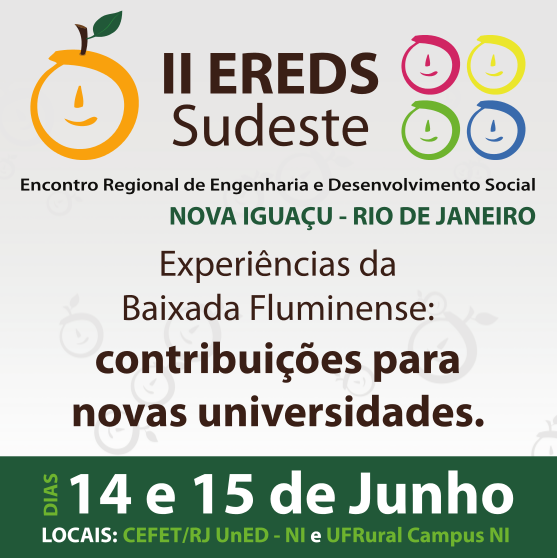 II EREDS
Sudeste
Encontro Regional de Engenharia e Desenvolvimento Social
NOVA IGUAÇU - RIO DE JANEIRO
Experiências da
Baixada Fluminense:
contribuições para
novas universidades.
DIAS 14 e 15 de Junho
LOCAIS: CEFET/RJ UnED - NI e UFRural Campus NI